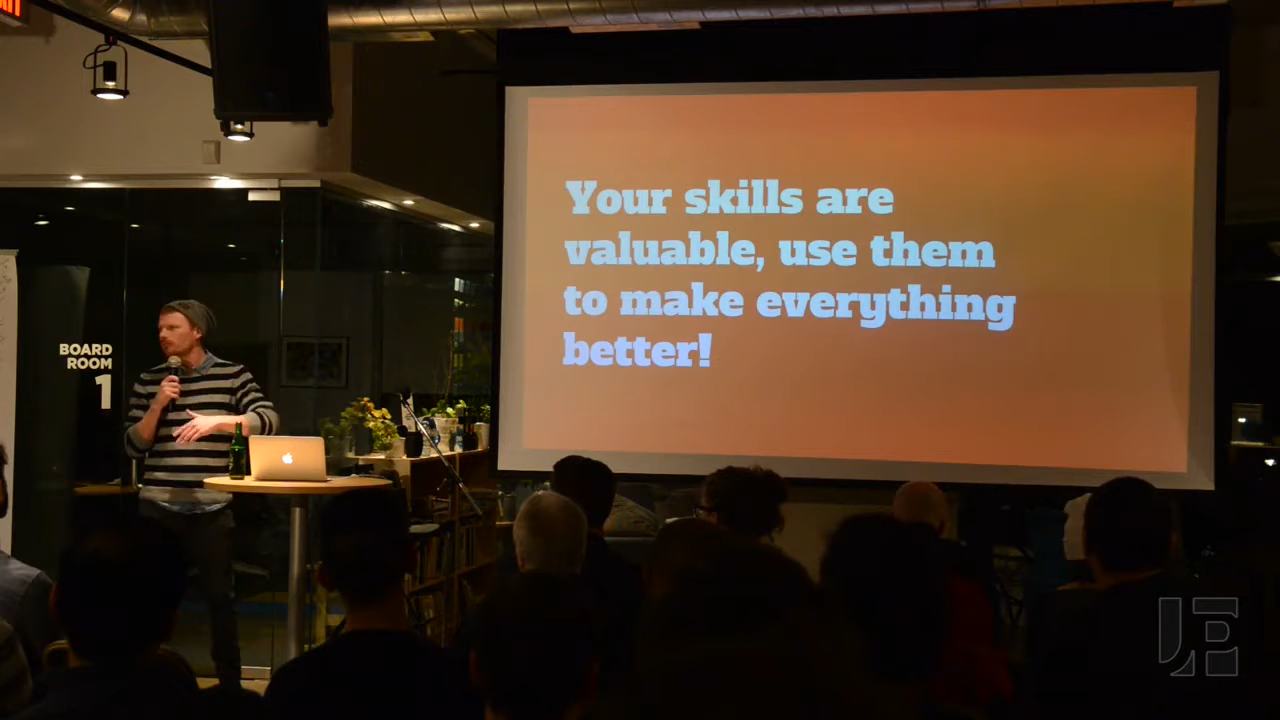 Your skills are
valuable, use them
to make everything
better!
BOARD
ROOM
1